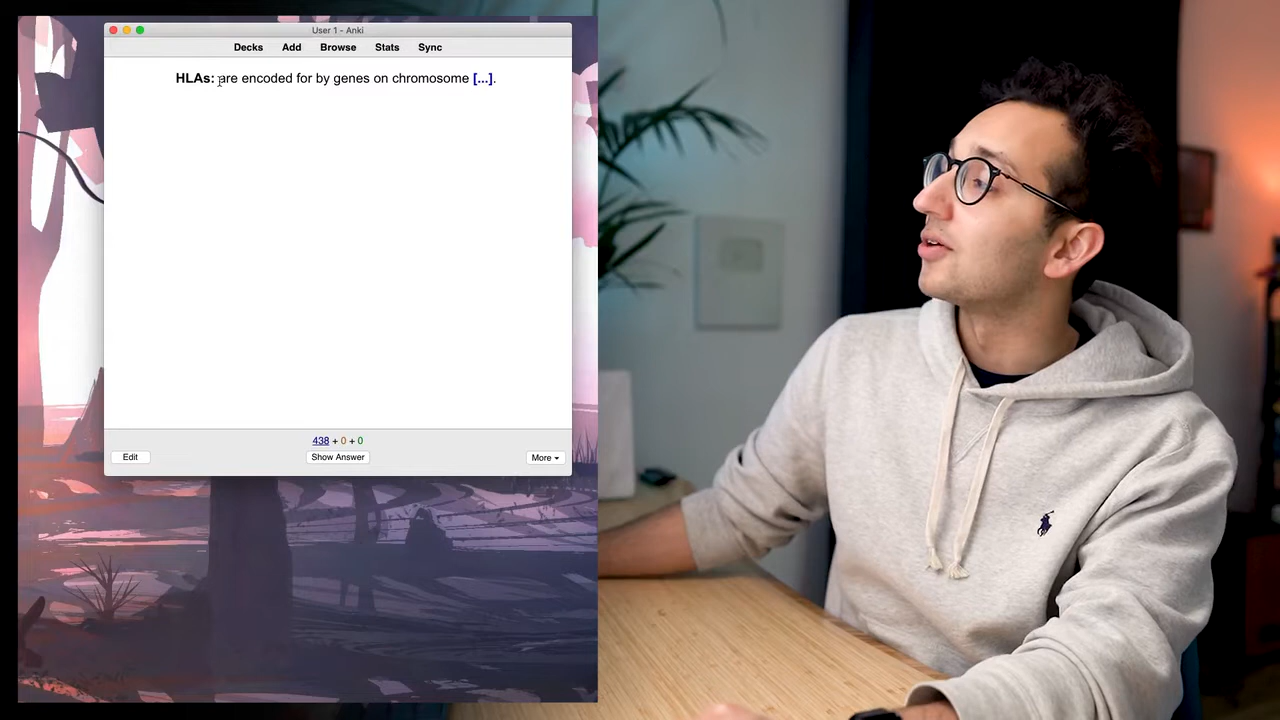 User 1 - Anki
Decks Add Browse Stats Sync
HLAs: are encoded for by genes on chromosome [...].
438 + 0 + 0
Edit Show Answer More